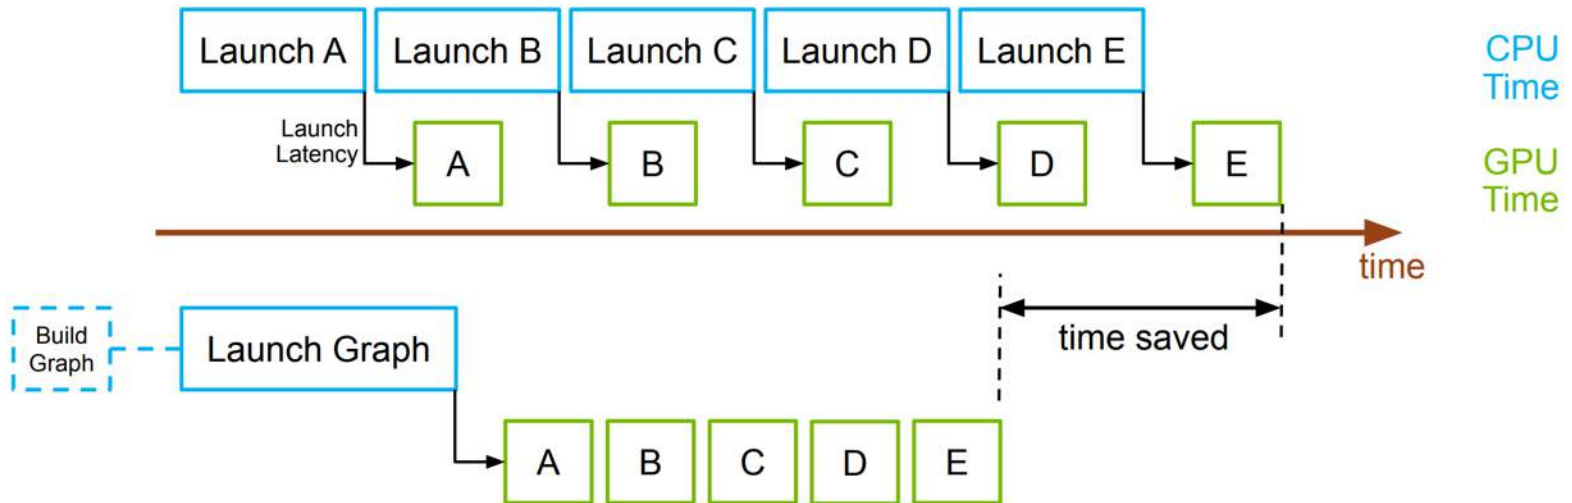 Launch A
Launch B
Launch C
Launch D
Launch E
CPU
Time
Launch
Latency
A
B
C
D
E
GPU
Time
time
Build
Graph
Launch Graph
time saved
A
B
C
D
E